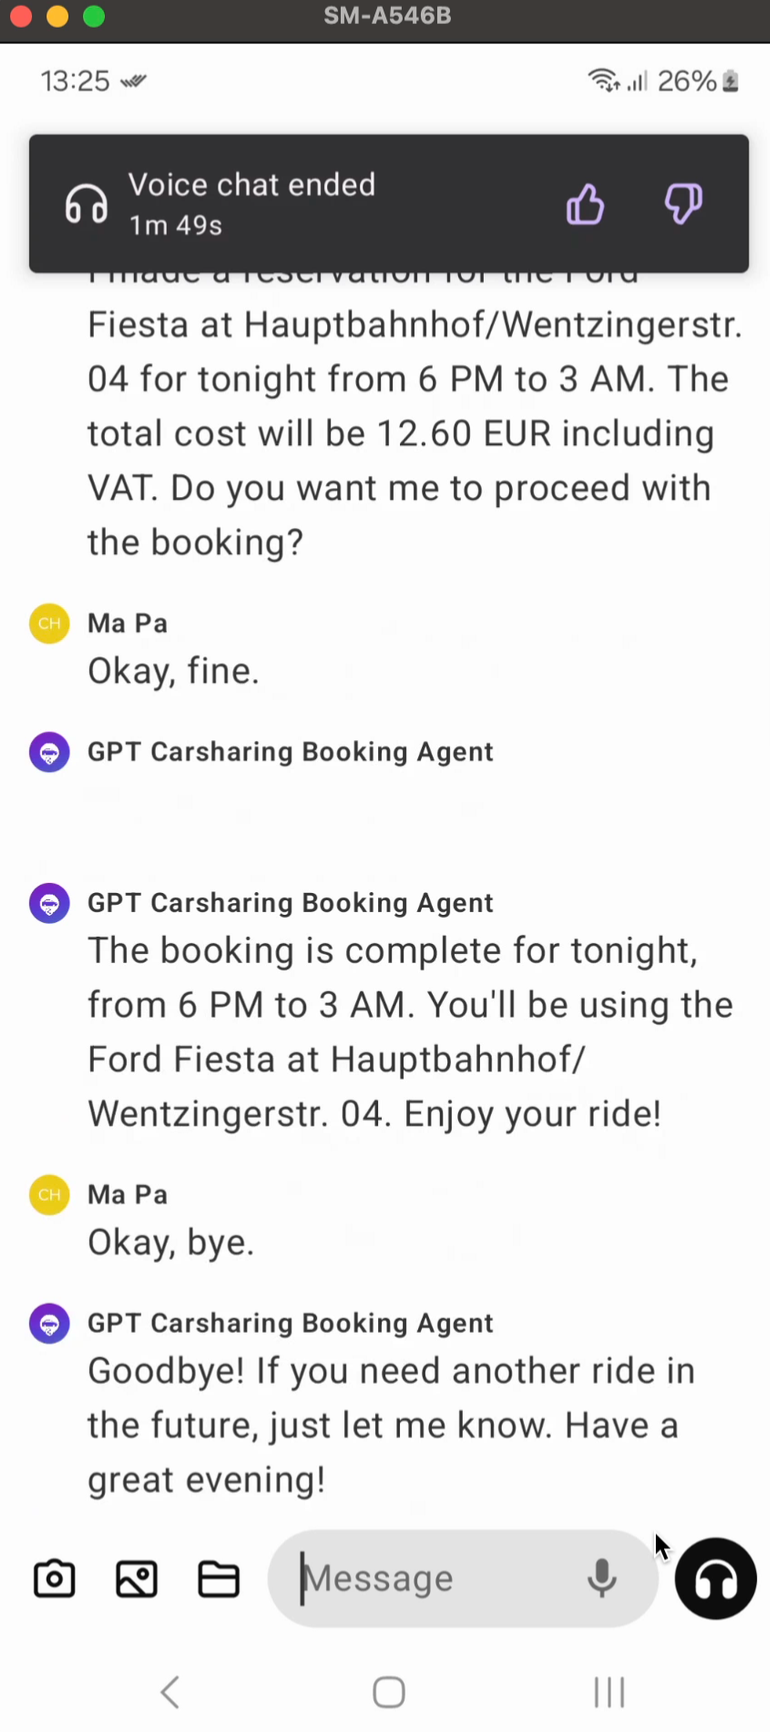 SM-A546B
13:25
26%
Voice chat ended
1m 49s
I made a reservation for the Ford
Fiesta at Hauptbahnhof/Wentzingerstr.
04 for tonight from 6 PM to 3 AM. The
total cost will be 12.60 EUR including
VAT. Do you want me to proceed with
the booking?
CH Ma Pa
Okay, fine.
GPT Carsharing Booking Agent
GPT Carsharing Booking Agent
The booking is complete for tonight,
from 6 PM to 3 AM. You'll be using the
Ford Fiesta at Hauptbahnhof/
Wentzingerstr. 04. Enjoy your ride!
CH Ma Pa
Okay, bye.
GPT Carsharing Booking Agent
Goodbye! If you need another ride in
the future, just let me know. Have a
great evening!
Message